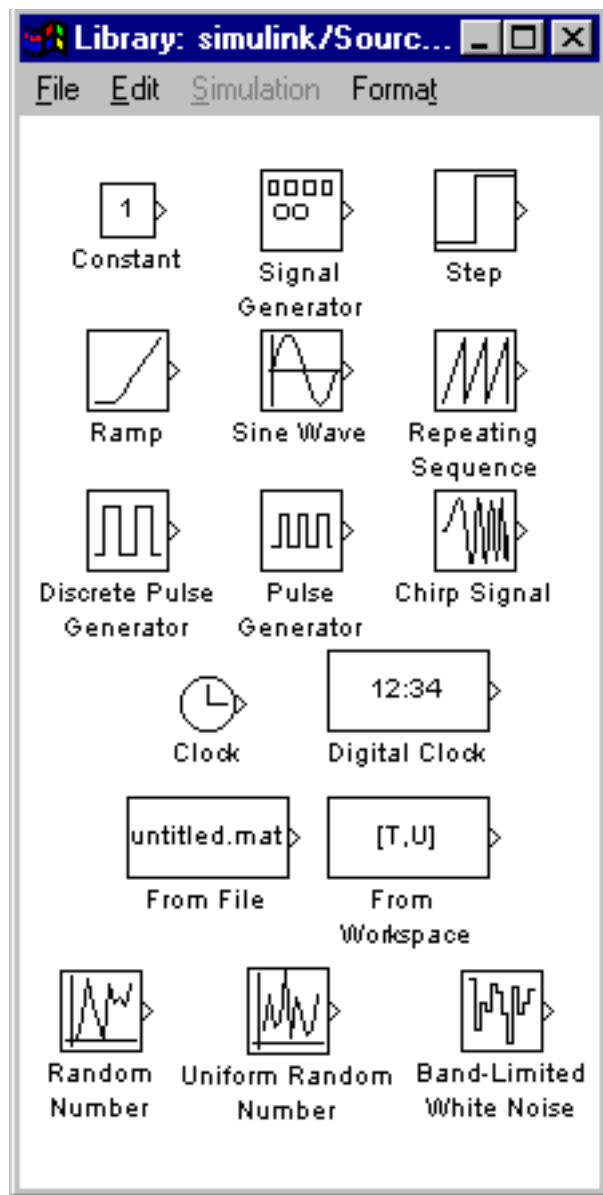 Library: simulink/Sourc...
File Edit Simulation Format
1
Constant
Signal
Generator
Step
Ramp
Sine Wave
Repeating
Sequence
Discrete Pulse
Generator
Pulse
Generator
Chirp Signal
Clock
12:34
Digital Clock
untitled.mat
From File
[T,U]
From
Workspace
Random
Number
Uniform Random
Number
Band-Limited
White Noise